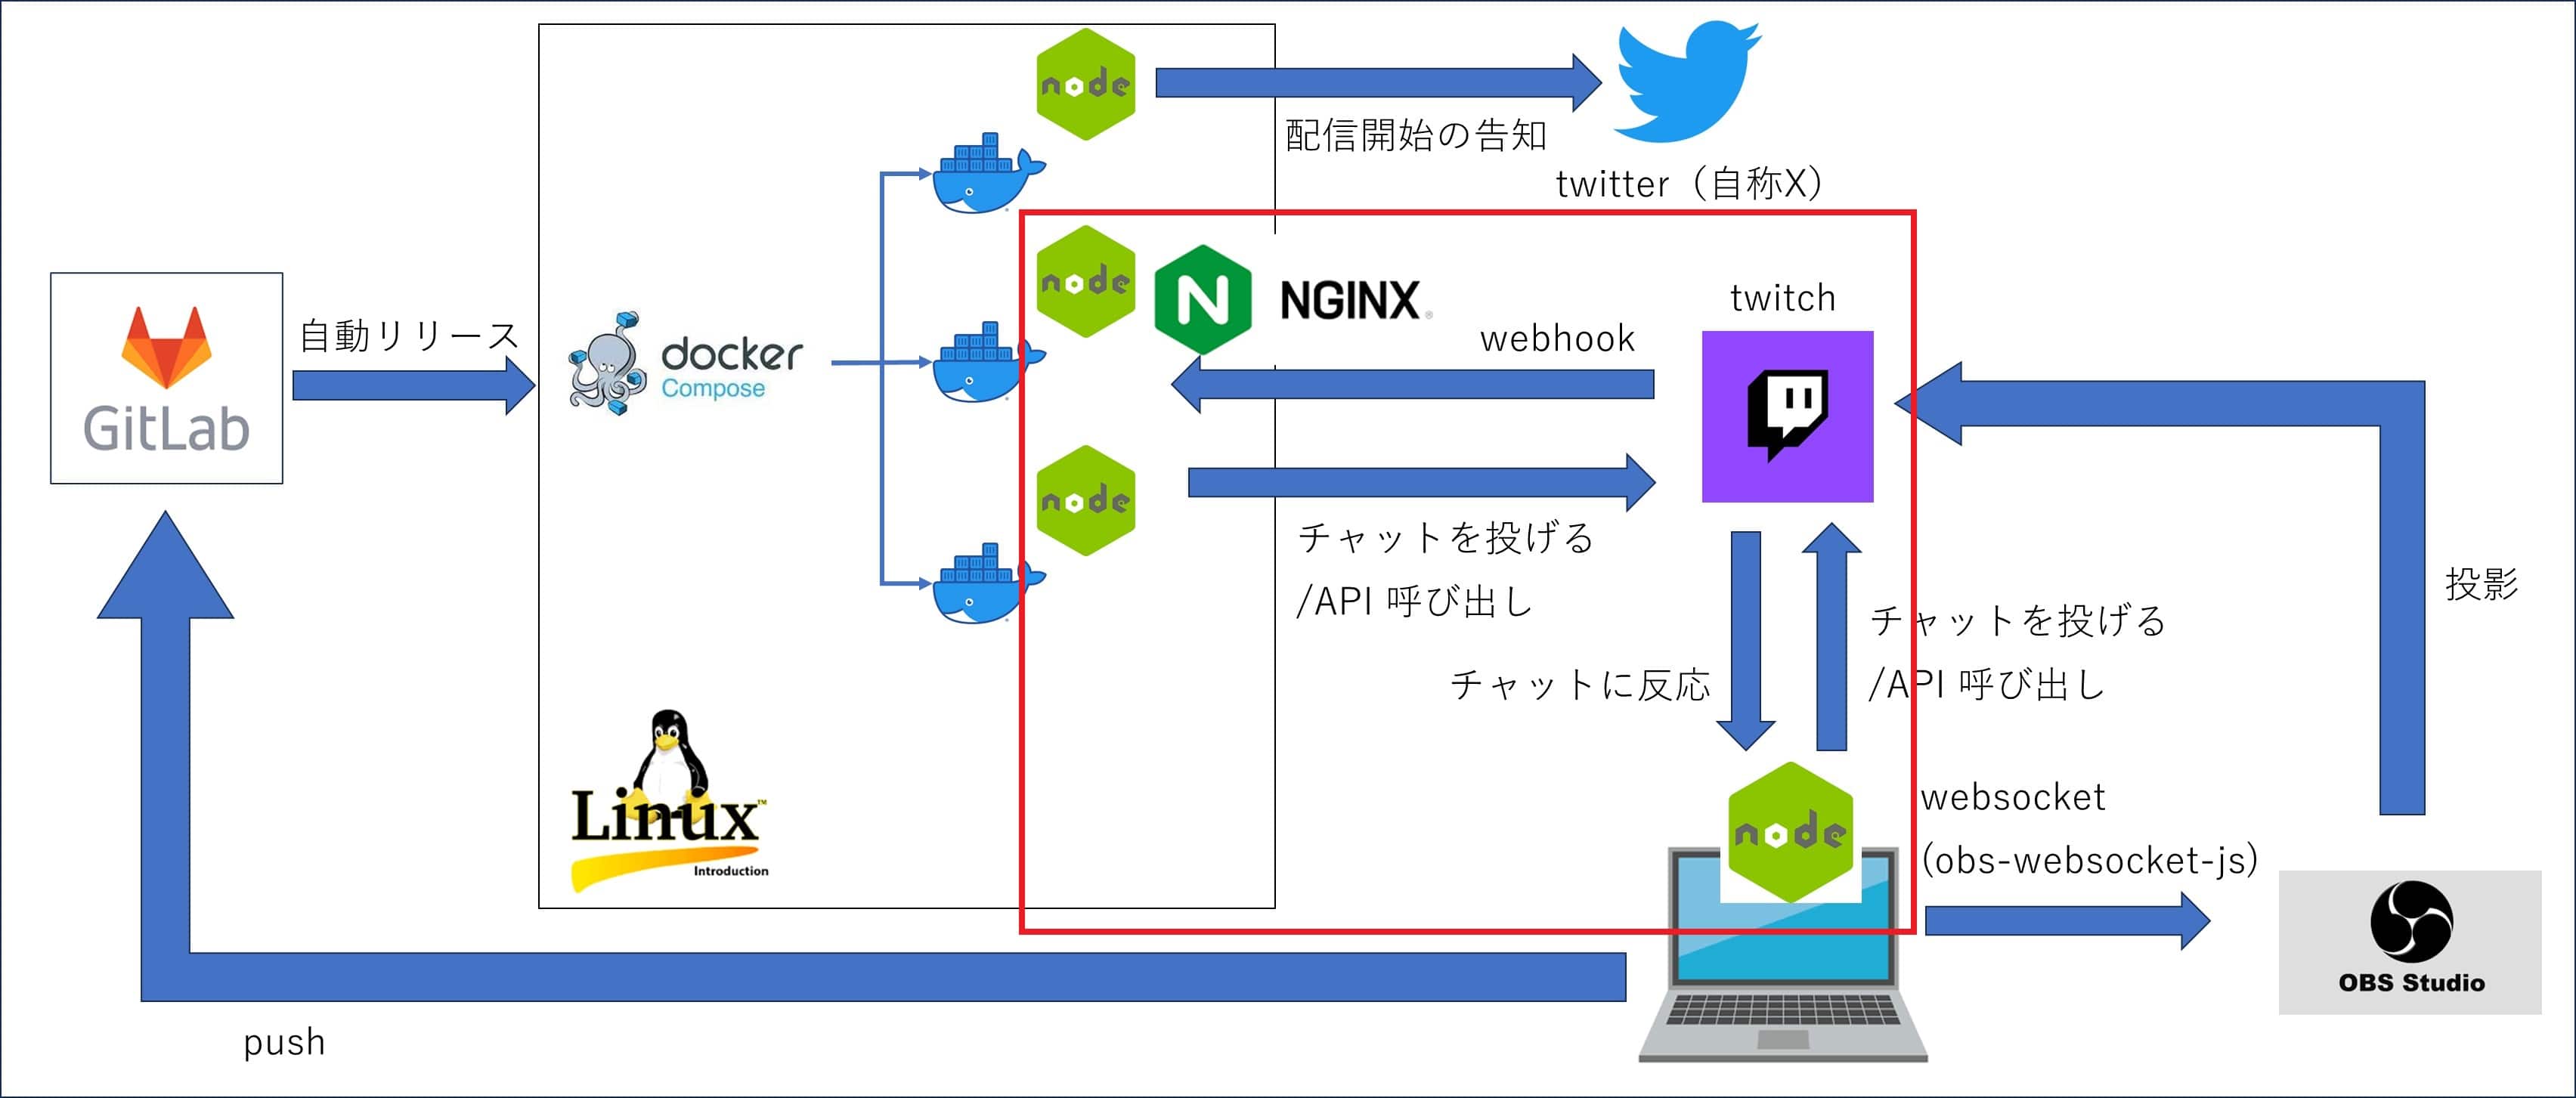 node
配信開始の告知
twitter（自称X）
node
NGINX®
twitch
webhook
自動リリース
docker
Compose
GitLab
node
チャットを投げる
/API 呼び出し
チャットを投げる
/API 呼び出し
投影
チャットに反応
Linux™
Introduction
node
websocket
(obs-websocket-js)
OBS Studio
push